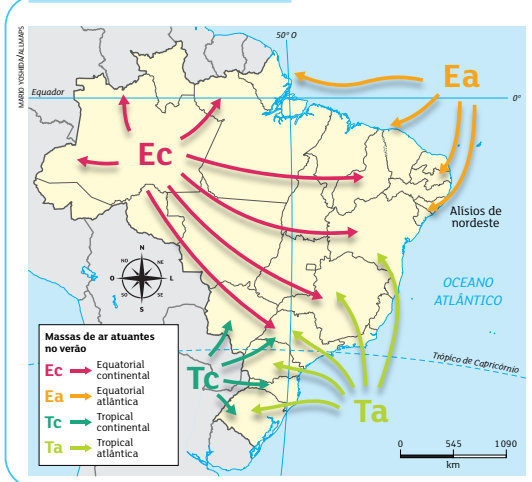 MARIO YOSHIDA/ALLMAPS
50° O
Equador
0°
Ea
Ec
Alísios de
nordeste
N
NO
NE
O
L
SO
SE
S
OCEANO
ATLÂNTICO
Trópico de Capricórnio
Tc
Ta
Massas de ar atuantes
no verão
Ec Equatorial
continental
Ea Equatorial
atlântica
Tc Tropical
continental
Ta Tropical
atlântica
0 545 1 090
km